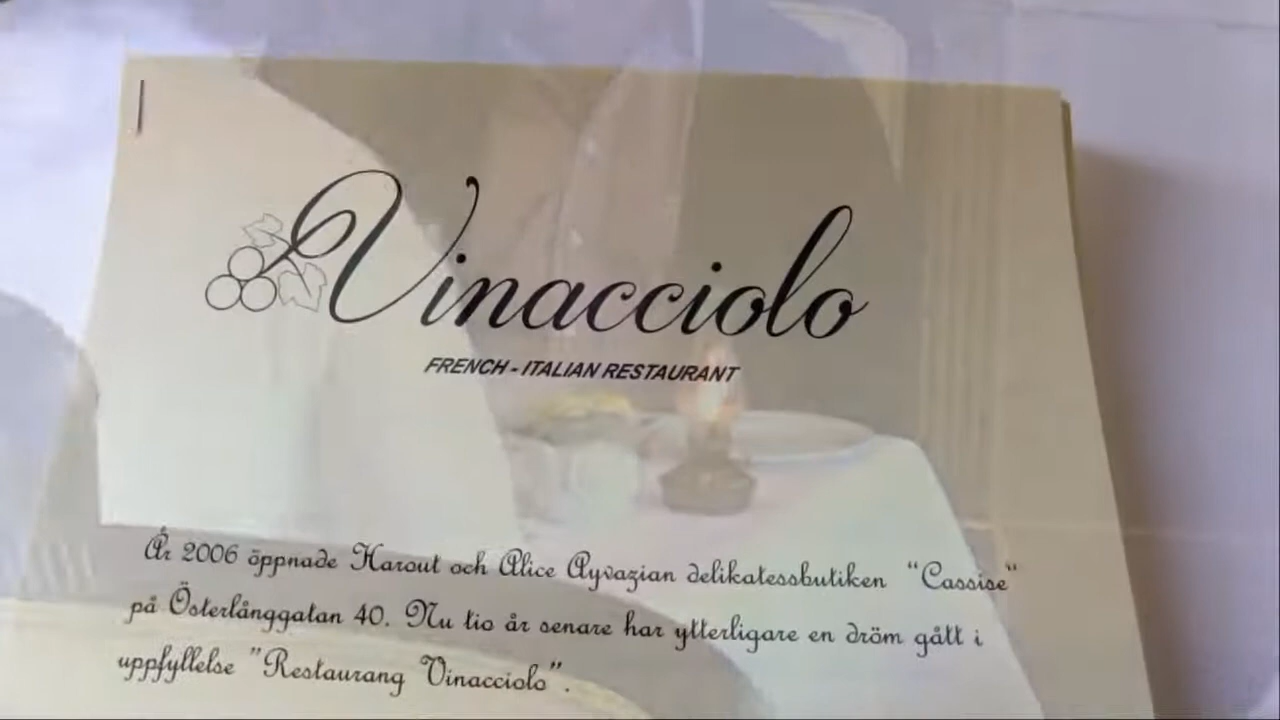 Vinacciolo
FRENCH - ITALIAN RESTAURANT
År 2006 öppnade Harout och Alice Ayvazian delikatessbutiken "Cassise"
på Österlånggatan 40. Nu tio år senare har ytterligare en dröm gått i
uppfyllelse "Restaurang Vinacciolo".